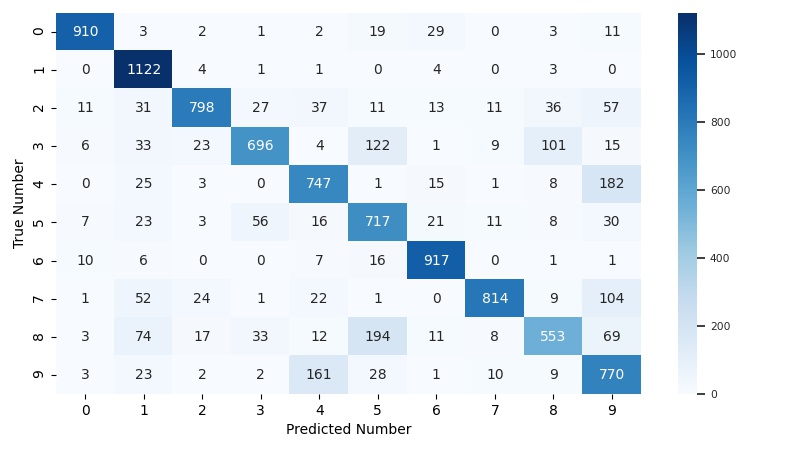 0 910 3 2 1 2 19 29 0 3 11
1 0 1122 4 1 1 0 4 0 3 0
2 11 31 798 27 37 11 13 11 36 57
3 6 33 23 696 4 122 1 9 101 15
4 0 25 3 0 747 1 15 1 8 182
5 7 23 3 56 16 717 21 11 8 30
6 10 6 0 0 7 16 917 0 1 1
7 1 52 24 1 22 1 0 814 9 104
8 3 74 17 33 12 194 11 8 553 69
9 3 23 2 2 161 28 1 10 9 770
0 1 2 3 4 5 6 7 8 9
Predicted Number
True Number
1000
800
600
400
200
0